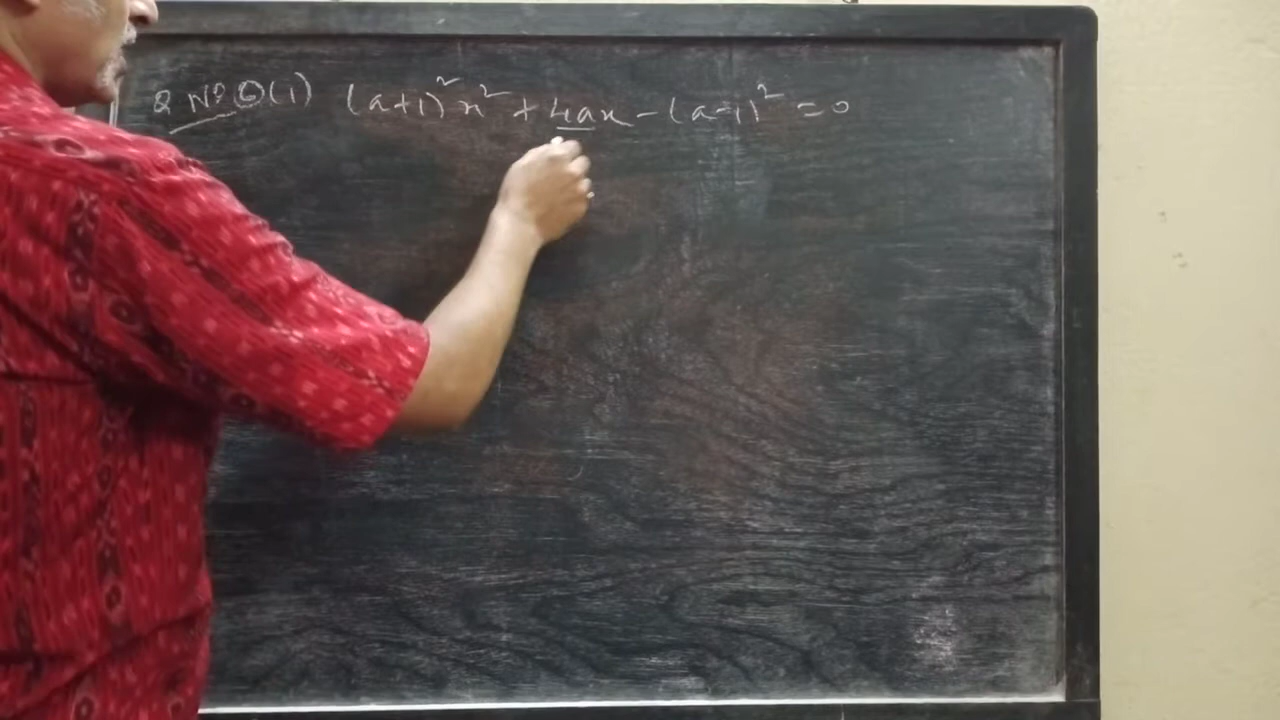 Q Nº 6(1) (a+1)²x² + 4ax - (a-1)² = 0